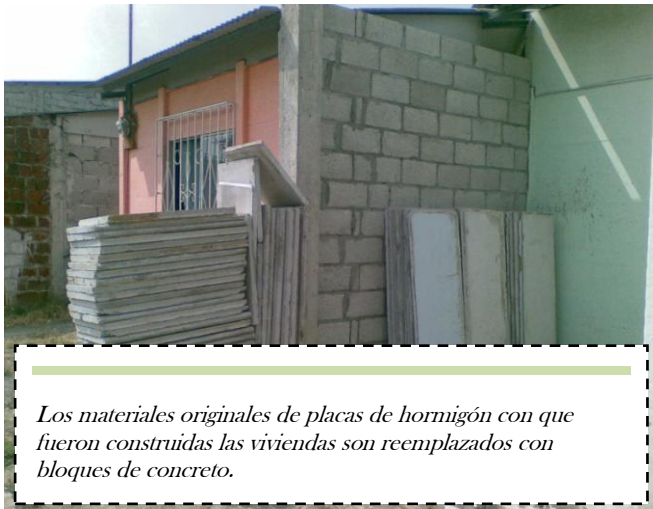 Los materiales originales de placas de hormigón con que
fueron construidas las viviendas son reemplazados con
bloques de concreto.